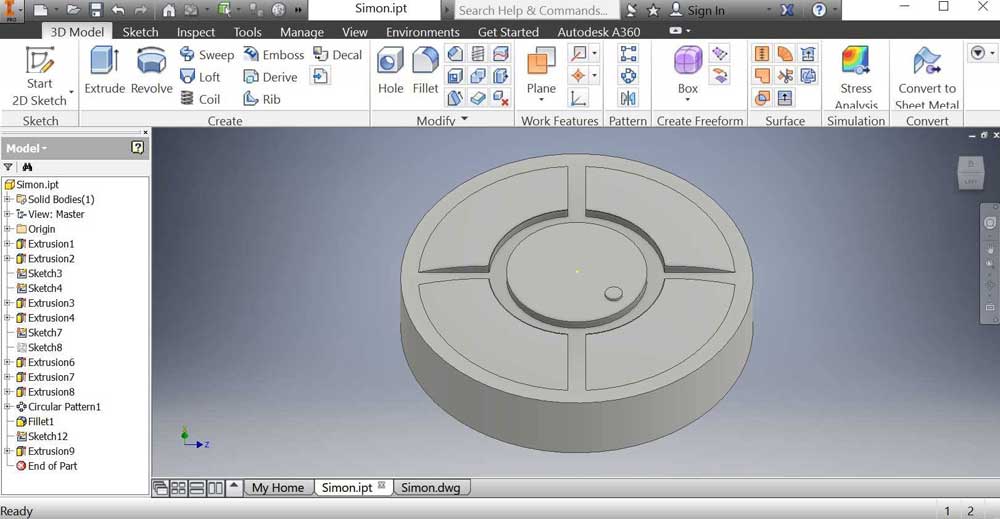 Simon.ipt
Search Help & Commands...
Sign In
PRO
3D Model Sketch Inspect Tools Manage View Environments Get Started Autodesk A360
Start
2D Sketch
Extrude
Revolve
Sweep
Loft
Coil
Emboss
Derive
Rib
Decal
Hole
Fillet
Plane
Box
Stress
Analysis
Convert to
Sheet Metal
Sketch Create Modify Work Features Pattern Create Freeform Surface Simulation Convert
Model
Simon.ipt
Solid Bodies(1)
View: Master
Origin
Extrusion1
Extrusion2
Sketch3
Sketch4
Extrusion3
Extrusion4
Sketch7
Sketch8
Extrusion6
Extrusion7
Extrusion8
Circular Pattern1
Fillet1
Sketch12
Extrusion9
End of Part
LEFT
Z
My Home Simon.ipt Simon.dwg
Ready
1 2